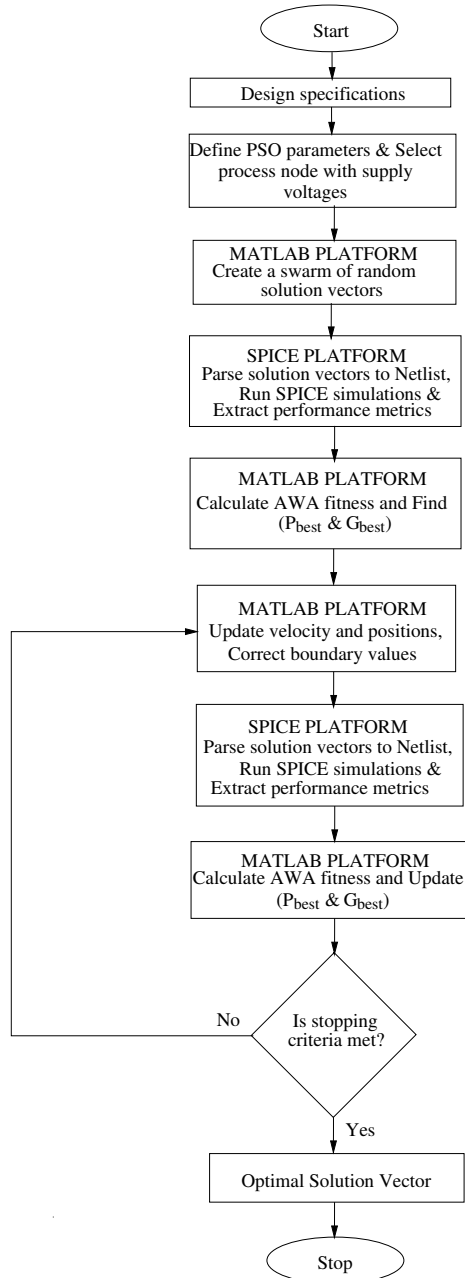 Start
Design specifications
Define PSO parameters & Select
process node with supply
voltages
MATLAB PLATFORM
Create a swarm of random
solution vectors
SPICE PLATFORM
Parse solution vectors to Netlist,
Run SPICE simulations &
Extract performance metrics
MATLAB PLATFORM
Calculate AWA fitness and Find
(Pbest & Gbest)
MATLAB PLATFORM
Update velocity and positions,
Correct boundary values
SPICE PLATFORM
Parse solution vectors to Netlist,
Run SPICE simulations &
Extract performance metrics
MATLAB PLATFORM
Calculate AWA fitness and Update
(Pbest & Gbest)
No
Is stopping
criteria met?
Yes
Optimal Solution Vector
Stop